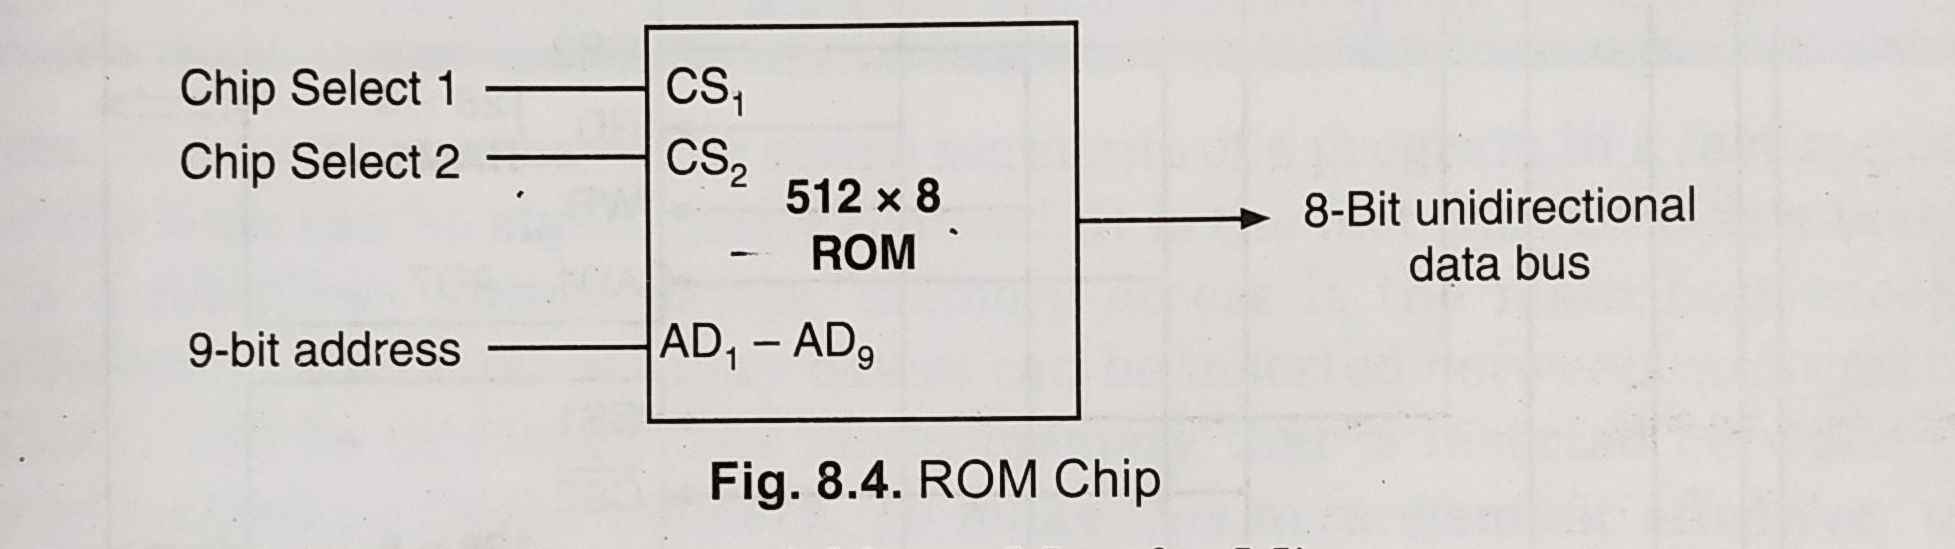 Chip Select 1
CS₁
Chip Select 2
CS₂
512 × 8
ROM
8-Bit unidirectional
data bus
9-bit address
AD₁ – AD₉
Fig. 8.4. ROM Chip